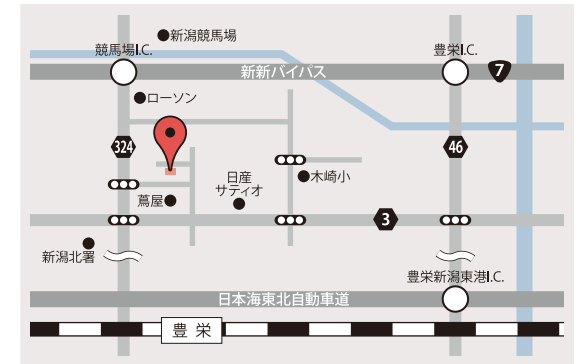 新潟競馬場
競馬場I.C.
豊栄I.C.
新新バイパス
7
ローソン
324
46
日産
サティオ
木崎小
蔦屋
3
新潟北署
豊栄新潟東港I.C.
日本海東北自動車道
豊栄